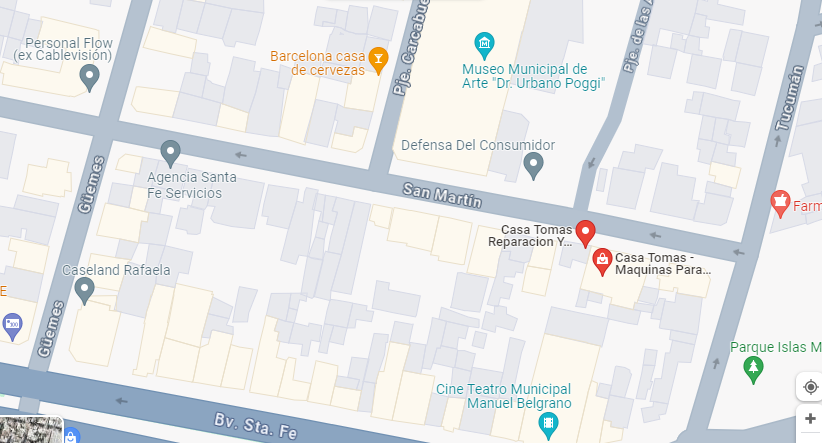 Personal Flow
(ex Cablevisión)
Barcelona casa
de cervezas
Pje. Carcabue
Museo Municipal de
Arte "Dr. Urbano Poggi"
Pje. de las
Tucumán
Defensa Del Consumidor
Agencia Santa
Fe Servicios
Güemes
San Martín
Farm
Casa Tomas
Reparacion Y...
Casa Tomas -
Maquinas Para...
Caseland Rafaela
E
Güemes
Parque Islas M
Cine Teatro Municipal
Manuel Belgrano
Bv. Sta. Fe